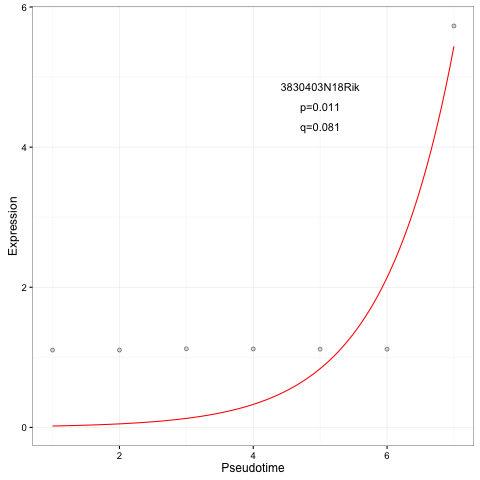 6
3830403N18Rik
p=0.011
q=0.081
4
Expression
2
0
2 4 6
Pseudotime